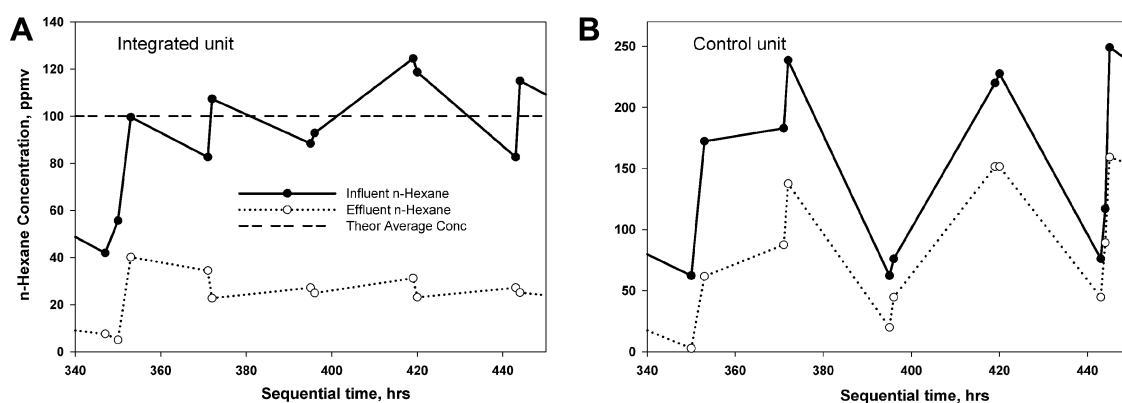 A
Integrated unit
n-Hexane Concentration, ppmv
140
120
100
80
60
40
20
0
Influent n-Hexane
Effluent n-Hexane
Theor Average Conc
340 360 380 400 420 440
Sequential time, hrs
B
Control unit
250
200
150
100
50
0
340 360 380 400 420 440
Sequential time, hrs